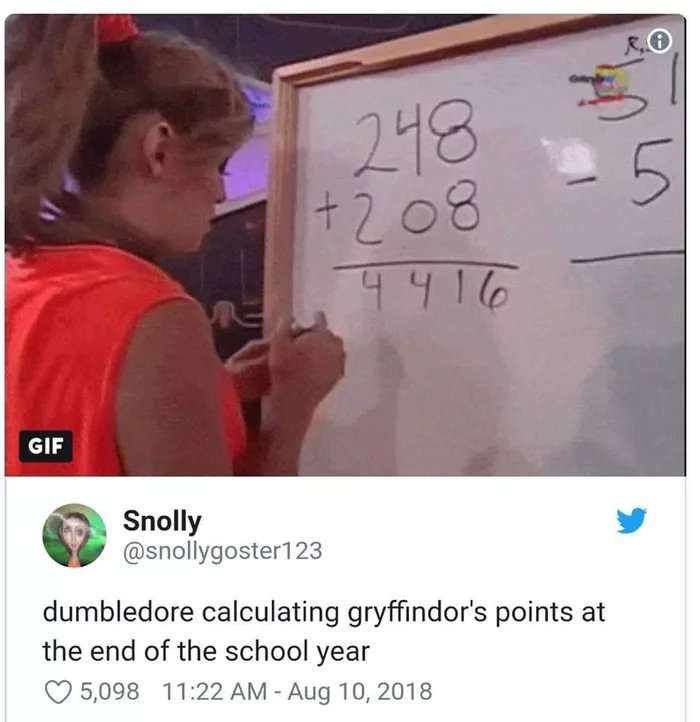 R,
248
+208
4416
51
- 5
GIF
Snolly
@snollygoster123
dumbledore calculating gryffindor's points at
the end of the school year
5,098 11:22 AM - Aug 10, 2018